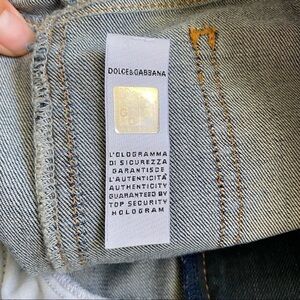 DOLCE&GABBANA
L'OLOGRAMMA
DI SICUREZZA
GARANTISCE
L'AUTENTICITÀ
AUTHENTICITY
GUARANTEED BY
TOP SECURITY
HOLOGRAM